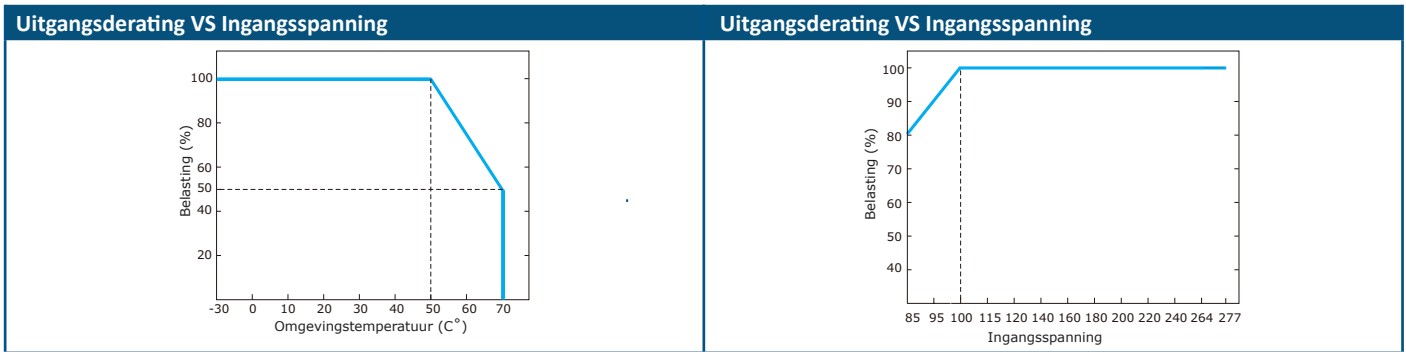 Uitgangsderating VS Ingangsspanning
100
80
60
50
40
20
Belasting (%)
-30 0 10 20 30 40 50 60 70
Omgevingstemperatuur (C°)
Uitgangsderating VS Ingangsspanning
100
90
80
70
60
50
40
Belasting (%)
85 95 100 115 120 140 160 180 200 220 240 264 277
Ingangsspanning